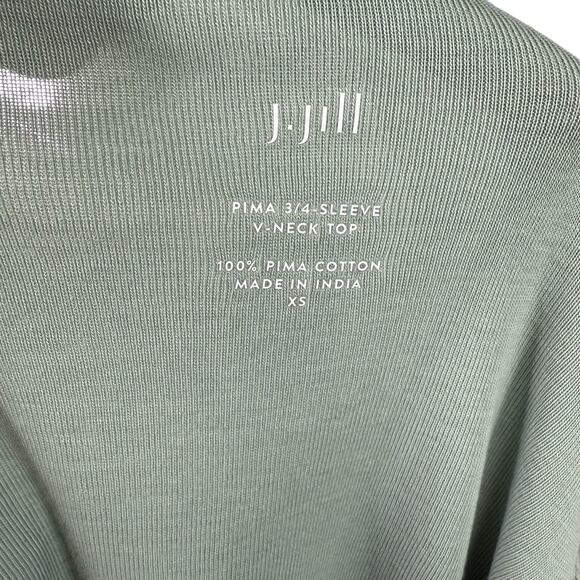 J.Jill
PIMA 3/4-SLEEVE
V-NECK TOP
100% PIMA COTTON
MADE IN INDIA
XS